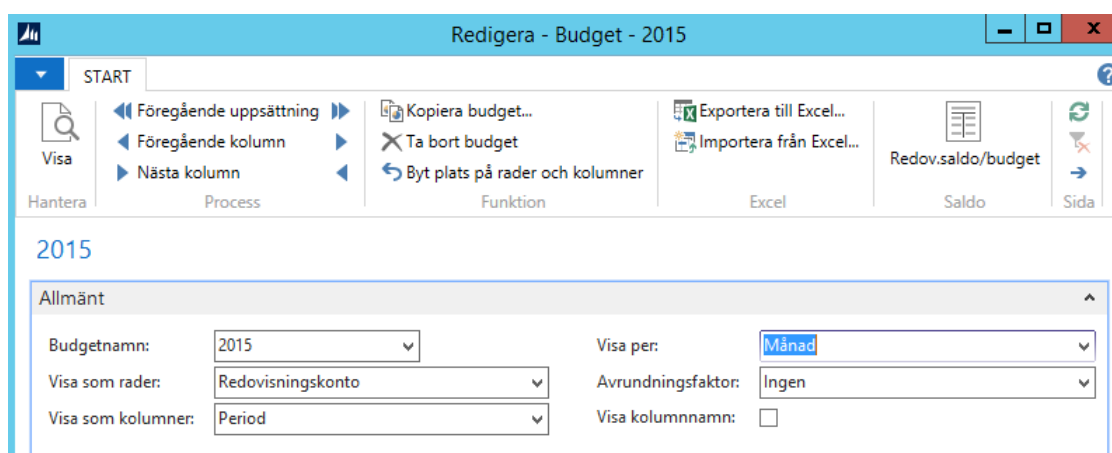 Redigera - Budget - 2015
START
Visa
Föregående uppsättning
Föregående kolumn
Nästa kolumn
Kopiera budget...
Ta bort budget
Byt plats på rader och kolumner
Exportera till Excel...
Importera från Excel...
Redov.saldo/budget
Hantera Process Funktion Excel Saldo Sida
2015
Allmänt
Budgetnamn: 2015 Visa per: Månad
Visa som rader: Redovisningskonto Avrundningsfaktor: Ingen
Visa som kolumner: Period Visa kolumnnamn: